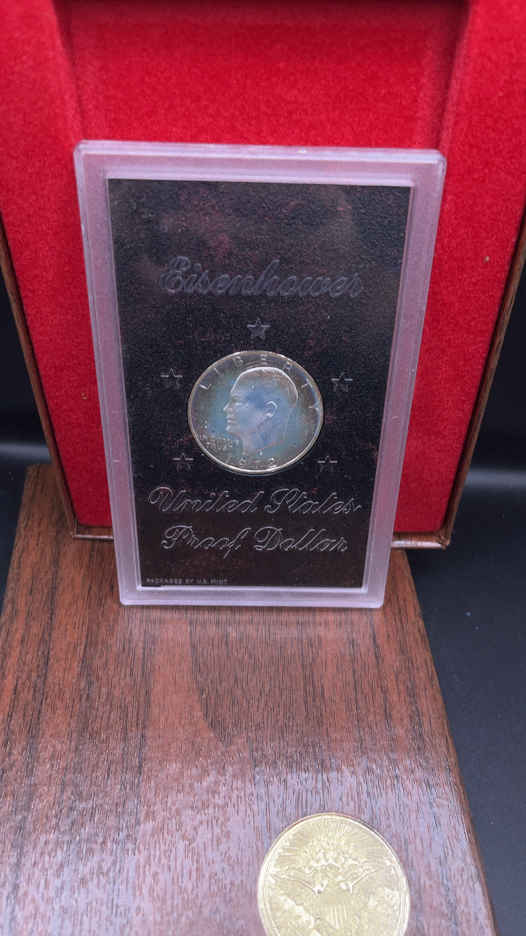 Eisenhower
LIBERTY
United States
Proof Dollar
PACKAGED BY U.S. MINT